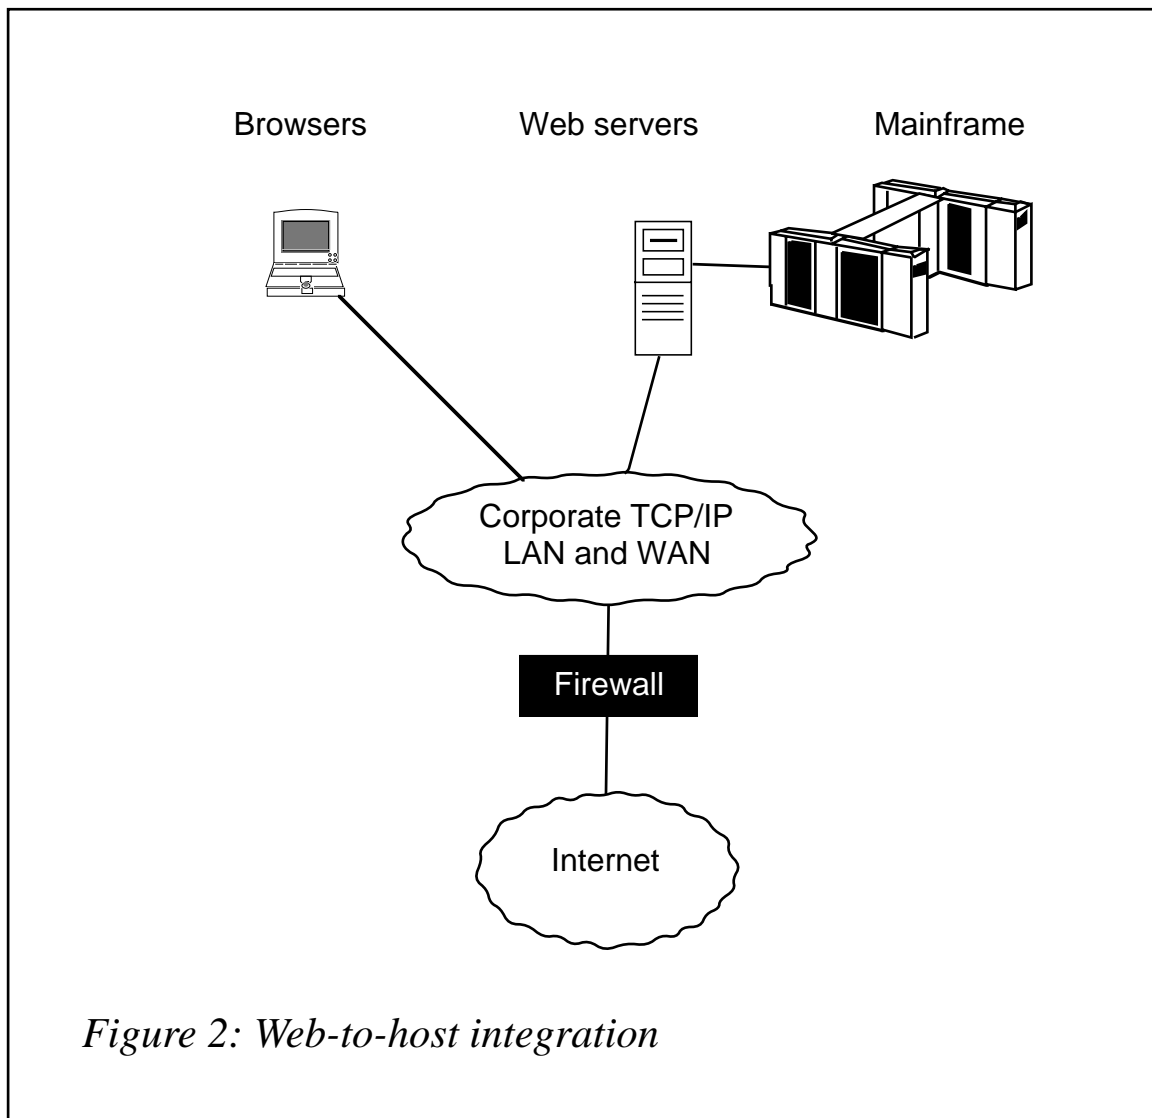 Browsers
Web servers
Mainframe
Corporate TCP/IP
LAN and WAN
Firewall
Internet
Figure 2: Web-to-host integration